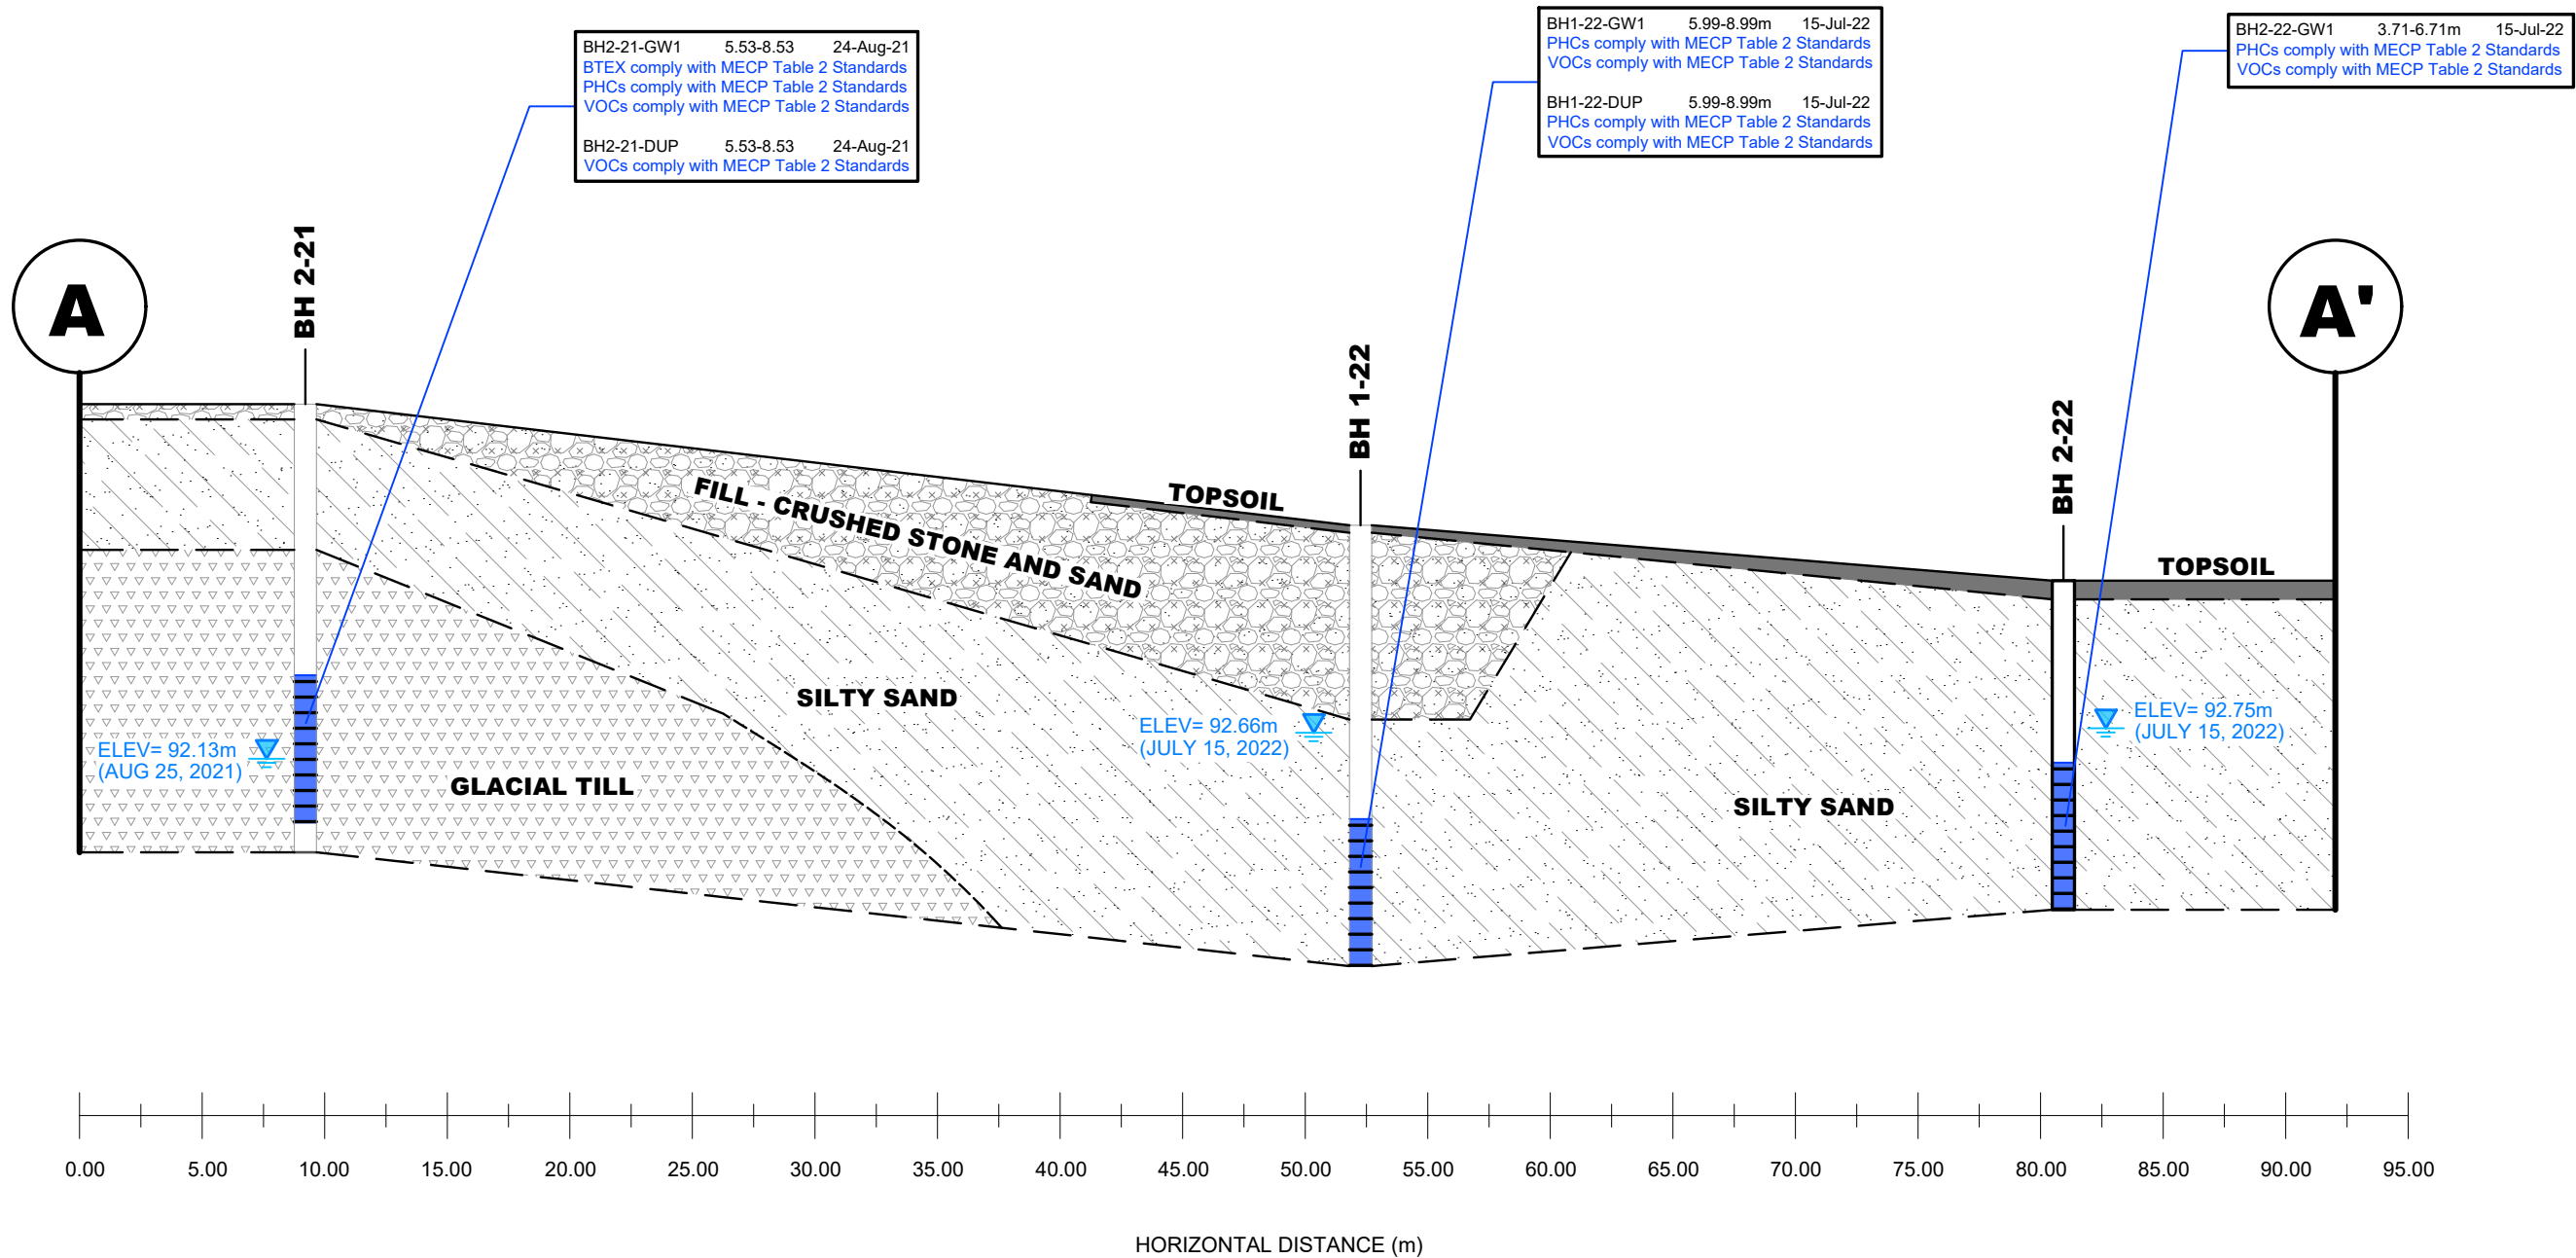 BH2-21-GW1 5.53-8.53 24-Aug-21
BTEX comply with MECP Table 2 Standards
PHCs comply with MECP Table 2 Standards
VOCs comply with MECP Table 2 Standards
BH2-21-DUP 5.53-8.53 24-Aug-21
VOCs comply with MECP Table 2 Standards
BH1-22-GW1 5.99-8.99m 15-Jul-22
PHCs comply with MECP Table 2 Standards
VOCs comply with MECP Table 2 Standards
BH1-22-DUP 5.99-8.99m 15-Jul-22
PHCs comply with MECP Table 2 Standards
VOCs comply with MECP Table 2 Standards
BH2-22-GW1 3.71-6.71m 15-Jul-22
PHCs comply with MECP Table 2 Standards
VOCs comply with MECP Table 2 Standards
A
BH 2-21
BH 1-22
BH 2-22
A'
TOPSOIL
FILL - CRUSHED STONE AND SAND
TOPSOIL
SILTY SAND
ELEV= 92.13m
(AUG 25, 2021)
GLACIAL TILL
ELEV= 92.66m
(JULY 15, 2022)
SILTY SAND
ELEV= 92.75m
(JULY 15, 2022)
0.00 5.00 10.00 15.00 20.00 25.00 30.00 35.00 40.00 45.00 50.00 55.00 60.00 65.00 70.00 75.00 80.00 85.00 90.00 95.00
HORIZONTAL DISTANCE (m)